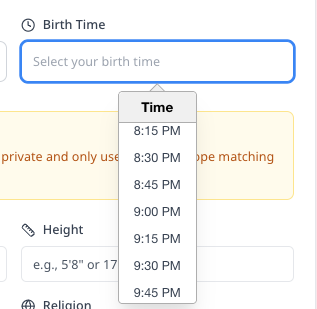 Birth Time
Select your birth time
Time
8:15 PM
8:30 PM
8:45 PM
9:00 PM
9:15 PM
9:30 PM
9:45 PM
private and only use
ope matching
Height
e.g., 5'8" or 17
Religion